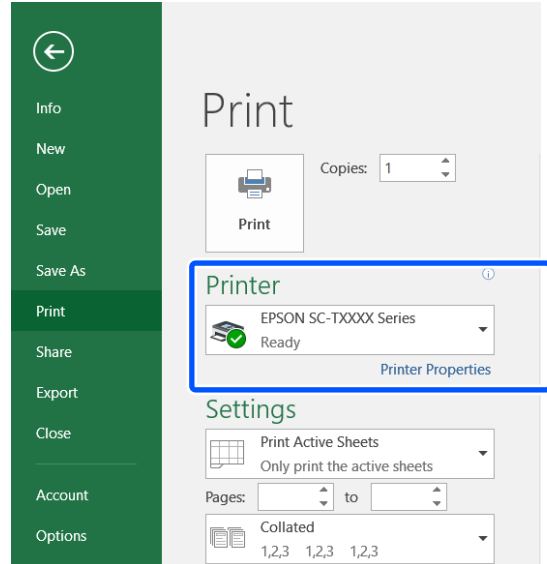 Info
New
Open
Save
Save As
Print
Share
Export
Close
Account
Options
Print
Copies: 1
Print
Printer
EPSON SC-TXXXX Series
Ready
Printer Properties
Settings
Print Active Sheets
Only print the active sheets
Pages: to
Collated
1,2,3 1,2,3 1,2,3